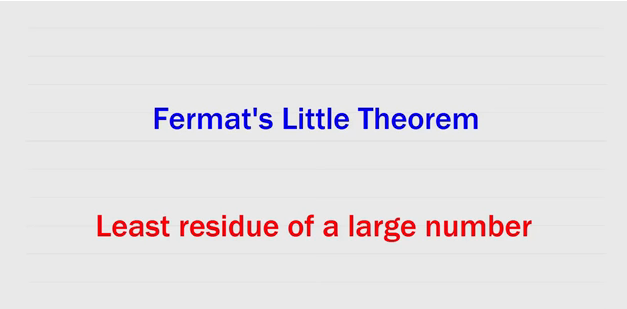 Fermat's Little Theorem
Least residue of a large number